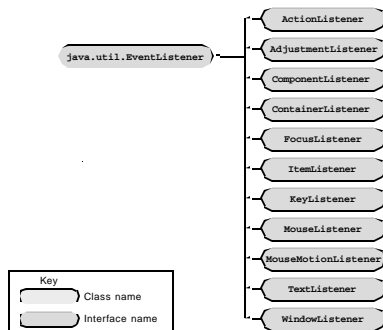 java.util.EventListener
ActionListener
AdjustmentListener
ComponentListener
ContainerListener
FocusListener
ItemListener
KeyListener
MouseListener
MouseMotionListener
TextListener
WindowListener
Key
Class name
Interface name